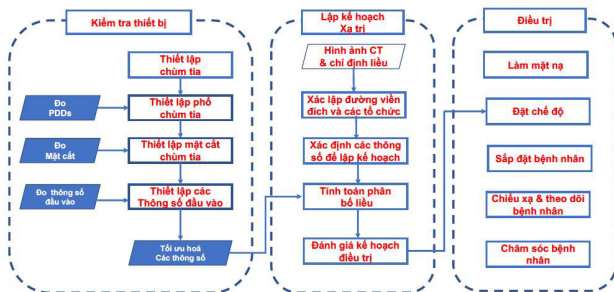 Kiểm tra thiết bị
Thiết lập
chùm tia
Đo
PDDs
Thiết lập phổ
chùm tia
Đo
Mặt cắt
Thiết lập mặt cắt
chùm tia
Đo thông số
đầu vào
Thiết lập các
Thông số đầu vào
Tối ưu hoá
Các thông số
Lập kế hoạch
Xạ trị
Hình ảnh CT
& chỉ định liều
Xác lập đường viền
đích và các tổ chức
Xác định các thông
số để lập kế hoạch
Tính toán phân
bố liều
Đánh giá kế hoạch
điều trị
Điều trị
Làm mặt nạ
Đặt chế độ
Sắp đặt bệnh nhân
Chiếu xạ & theo dõi
bệnh nhân
Chăm sóc bệnh
nhân